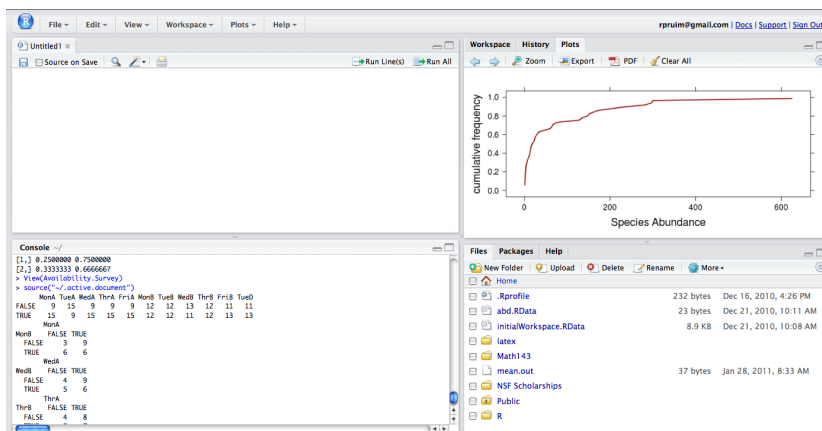 R File Edit View Workspace Plots Help rpruim@gmail.com | Docs | Support | Sign Out
Untitled1
Source on Save Run Line(s) Run All
Workspace History Plots
Zoom Export PDF Clear All
cumulative frequency
1.0
0.8
0.6
0.4
0.2
0.0
0 200 400 600
Species Abundance
Console ~/
[1,] 0.2500000 0.7500000
[2,] 0.3333333 0.6666667
> View(Availability.Survey)
> source("~/.active.document")
MonA TueA WedA ThrA FriA MonB TueB WedB ThrB FriB TueD
FALSE 9 15 9 9 9 12 12 13 12 11 11
TRUE 15 9 15 15 15 12 12 11 12 13 13
MonA
MonB FALSE TRUE
FALSE 3 9
TRUE 6 6
WedA
WedB FALSE TRUE
FALSE 4 9
TRUE 5 6
ThrA
ThrB FALSE TRUE
FALSE 4 8
Files Packages Help
New Folder Upload Delete Rename More
Home
.Rprofile 232 bytes Dec 16, 2010, 4:26 PM
abd.RData 23 bytes Dec 21, 2010, 10:11 AM
initialWorkspace.RData 8.9 KB Dec 21, 2010, 10:08 AM
latex
Math143
mean.out 37 bytes Jan 28, 2011, 8:33 AM
NSF Scholarships
Public
R